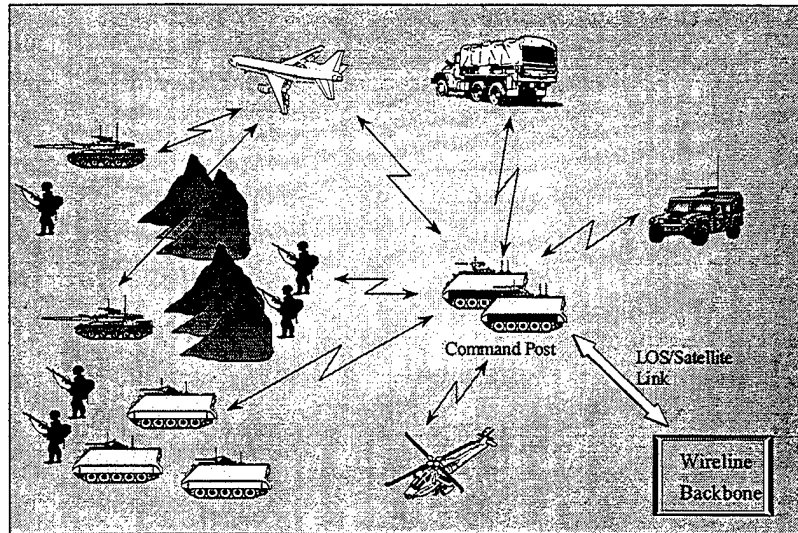 Command Post
LOS/Satellite
Link
Wireline
Backbone